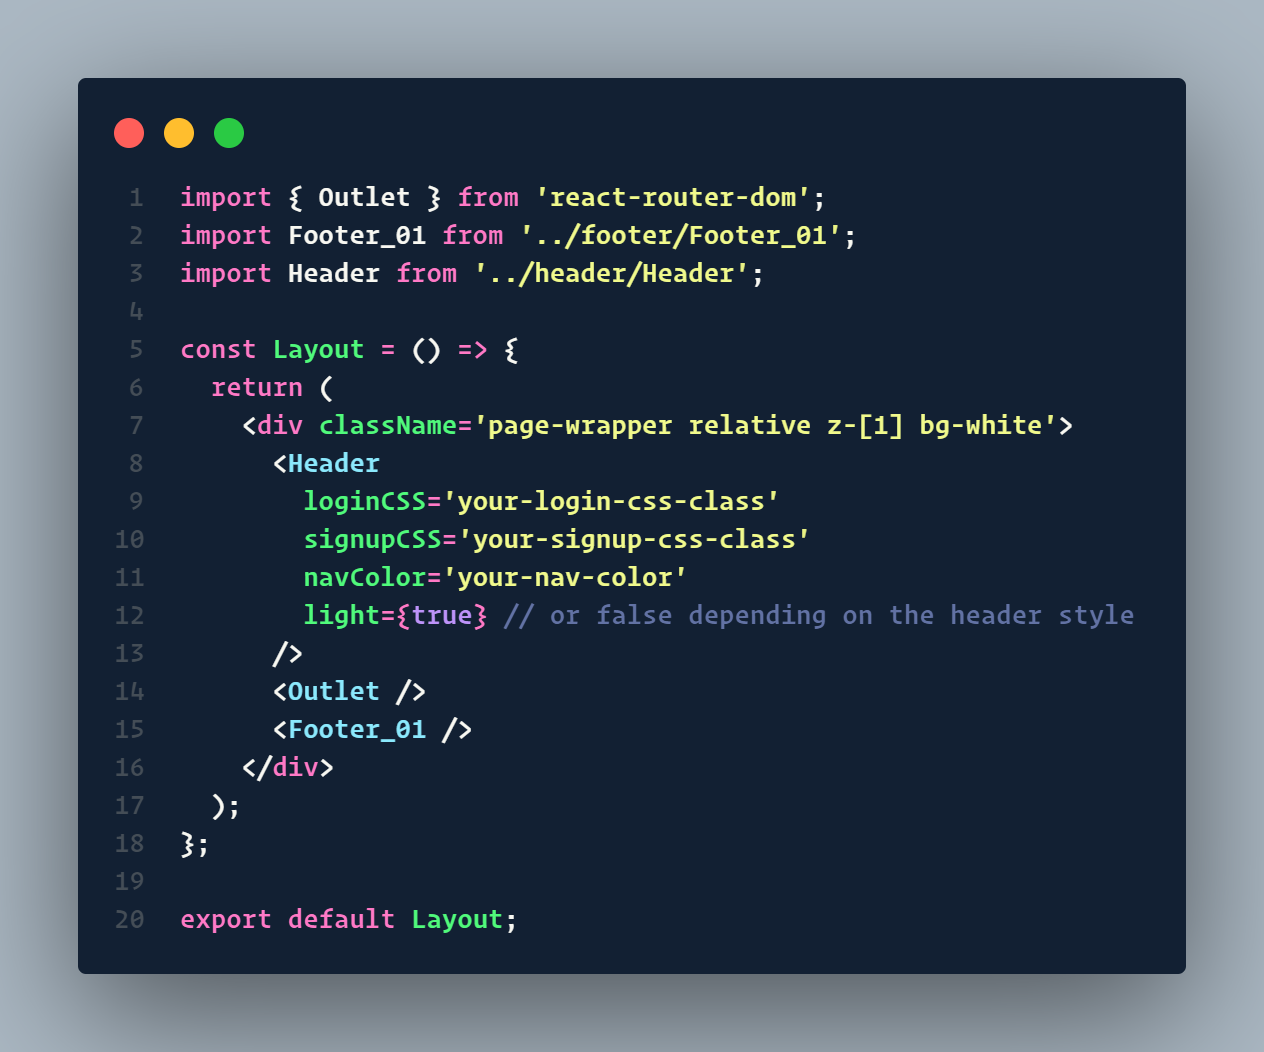 1 import { Outlet } from 'react-router-dom';
2 import Footer_01 from '../footer/Footer_01';
3 import Header from '../header/Header';
4
5 const Layout = () => {
6   return (
7     <div className='page-wrapper relative z-[1] bg-white'>
8       <Header
9         loginCSS='your-login-css-class'
10         signupCSS='your-signup-css-class'
11         navColor='your-nav-color'
12         light={true} // or false depending on the header style
13       />
14       <Outlet />
15       <Footer_01 />
16     </div>
17   );
18 };
19
20 export default Layout;